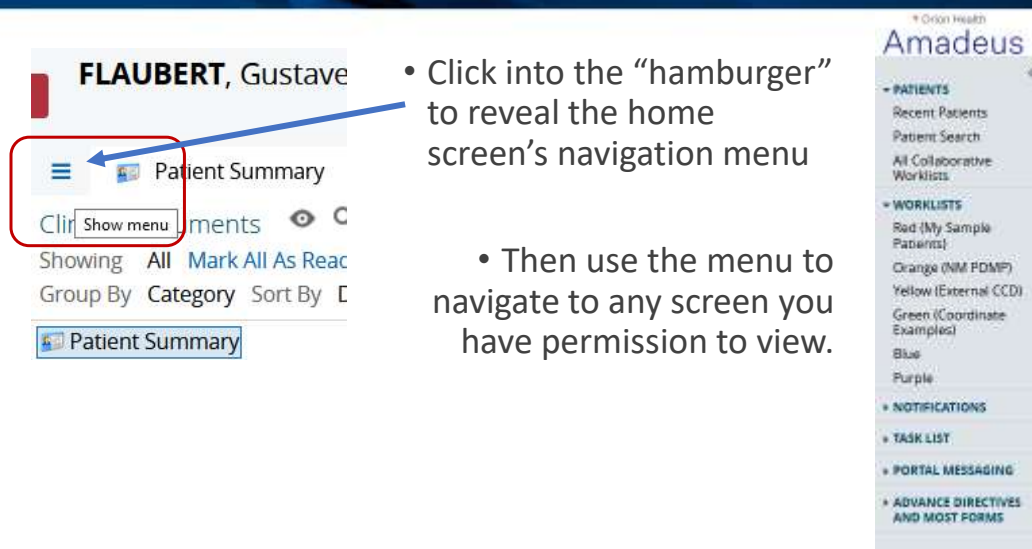 FLAUBERT, Gustave
Patient Summary
Show menu
Clir ments
Showing All Mark All As Read
Group By Category Sort By D
Patient Summary
• Click into the “hamburger”
to reveal the home
screen’s navigation menu
• Then use the menu to
navigate to any screen you
have permission to view.
Orion Health
Amadeus
PATIENTS
Recent Patients
Patient Search
All Collaborative
Worklists
WORKLISTS
Red (My Sample
Patients)
Orange (NM PDMP)
Yellow (External CCD)
Green (Coordinate
Examples)
Blue
Purple
NOTIFICATIONS
TASK LIST
PORTAL MESSAGING
ADVANCE DIRECTIVES
AND MOST FORMS